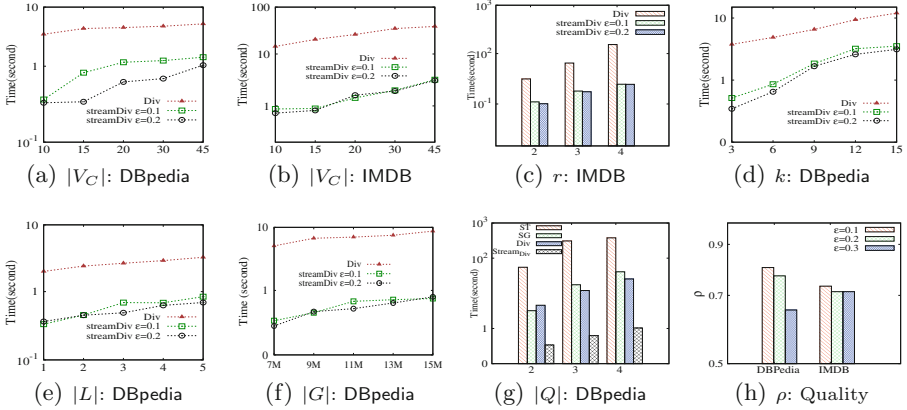 10
1
10^-1
Time(second)
Div
streamDiv ε=0.1
streamDiv ε=0.2
10 15 20 30 45
(a) |V_C|: DBpedia
100
10
1
Time(second)
Div
streamDiv ε=0.1
streamDiv ε=0.2
10 15 20 30 45
(b) |V_C|: IMDB
10^3
10^1
10^-1
Time(second)
Div
streamDiv ε=0.1
streamDiv ε=0.2
2 3 4
(c) r: IMDB
10
1
10^-1
Time(second)
Div
streamDiv ε=0.1
streamDiv ε=0.2
3 6 9 12 15
(d) k: DBpedia
10
1
10^-1
Time(second)
Div
streamDiv ε=0.1
streamDiv ε=0.2
1 2 3 4 5
(e) |L|: DBpedia
10
1
0
Time (second)
Div
streamDiv ε=0.1
streamDiv ε=0.2
7M 9M 11M 13M 15M
(f) |G|: DBpedia
10^3
10^2
1
0
Time(second)
ST
SG
Div
Stream_Div
2 3 4
(g) |Q|: DBpedia
0.9
0.7
0.5
ρ
ε=0.1
ε=0.2
ε=0.3
DBPedia IMDB
(h) ρ: Quality